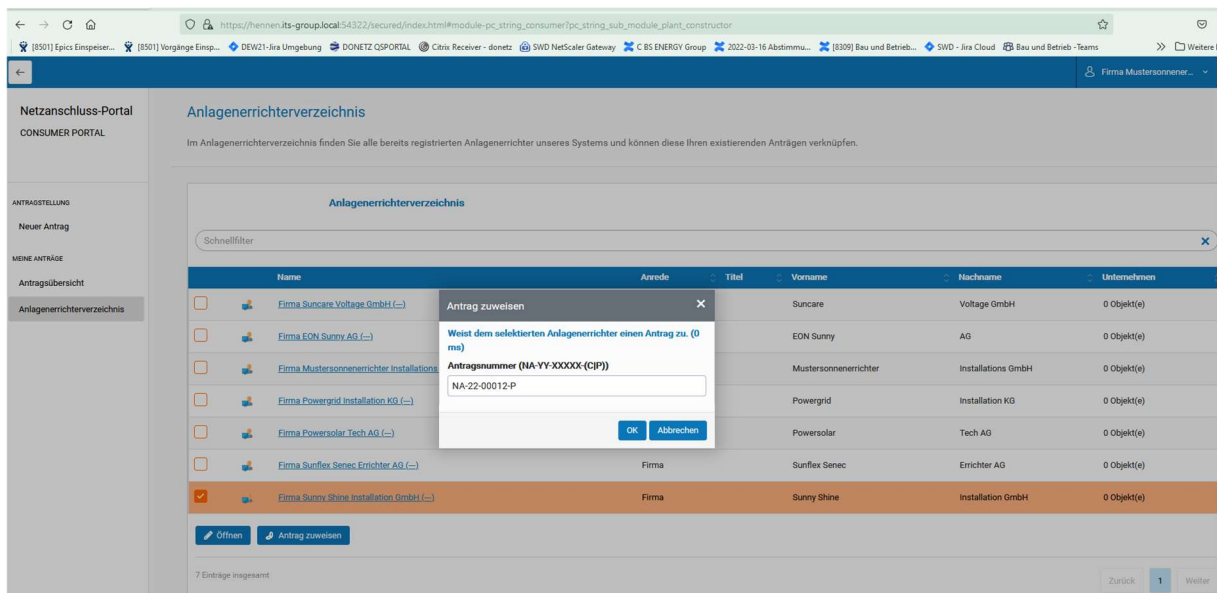 https://hennen.its-group.local:54322/secured/index.html#module-pc_string_consumer?pc_string_sub_module_plant_constructor
[8501] Epics Einspeiser... [8501] Vorgänge Einsp... DEW21-Jira Umgebung DONETZ QSPORTAL Citrix Receiver - donetz SWD NetScaler Gateway C BS ENERGY Group 2022-03-16 Abstimmu... [8309] Bau und Betrieb... SWD - Jira Cloud Bau und Betrieb -Teams Weitere
Firma Mustersonnener...
Netzanschluss-Portal
CONSUMER PORTAL
ANTRAGSTELLUNG
Neuer Antrag
MEINE ANTRÄGE
Antragsübersicht
Anlagenerrichterverzeichnis
Anlagenerrichterverzeichnis
Im Anlagenerrichterverzeichnis finden Sie alle bereits registrierten Anlagenerrichter unseres Systems und können diese Ihren existierenden Anträgen verknüpfen.
Anlagenerrichterverzeichnis
Schnellfilter
Name Anrede Titel Vorname Nachname Unternehmen
Firma Suncare Voltage GmbH (---) Suncare Voltage GmbH 0 Objekt(e)
Firma EON Sunny AG (---) EON Sunny AG 0 Objekt(e)
Firma Mustersonnenerrichter Installations Mustersonnenerrichter Installations GmbH 0 Objekt(e)
Firma Powergrid Installation KG (---) Powergrid Installation KG 0 Objekt(e)
Firma Powersolar Tech AG (---) Powersolar Tech AG 0 Objekt(e)
Firma Sunflex Senec Errichter AG (---) Firma Sunflex Senec Errichter AG 0 Objekt(e)
Firma Sunny Shine Installation GmbH (---) Firma Sunny Shine Installation GmbH 0 Objekt(e)
Antrag zuweisen
Weist dem selektierten Anlagenerrichter einen Antrag zu. (0
ms)
Antragsnummer (NA-YY-XXXXX-(C|P))
NA-22-00012-P
OK Abbrechen
Öffnen Antrag zuweisen
7 Einträge insgesamt
Zurück 1 Weiter